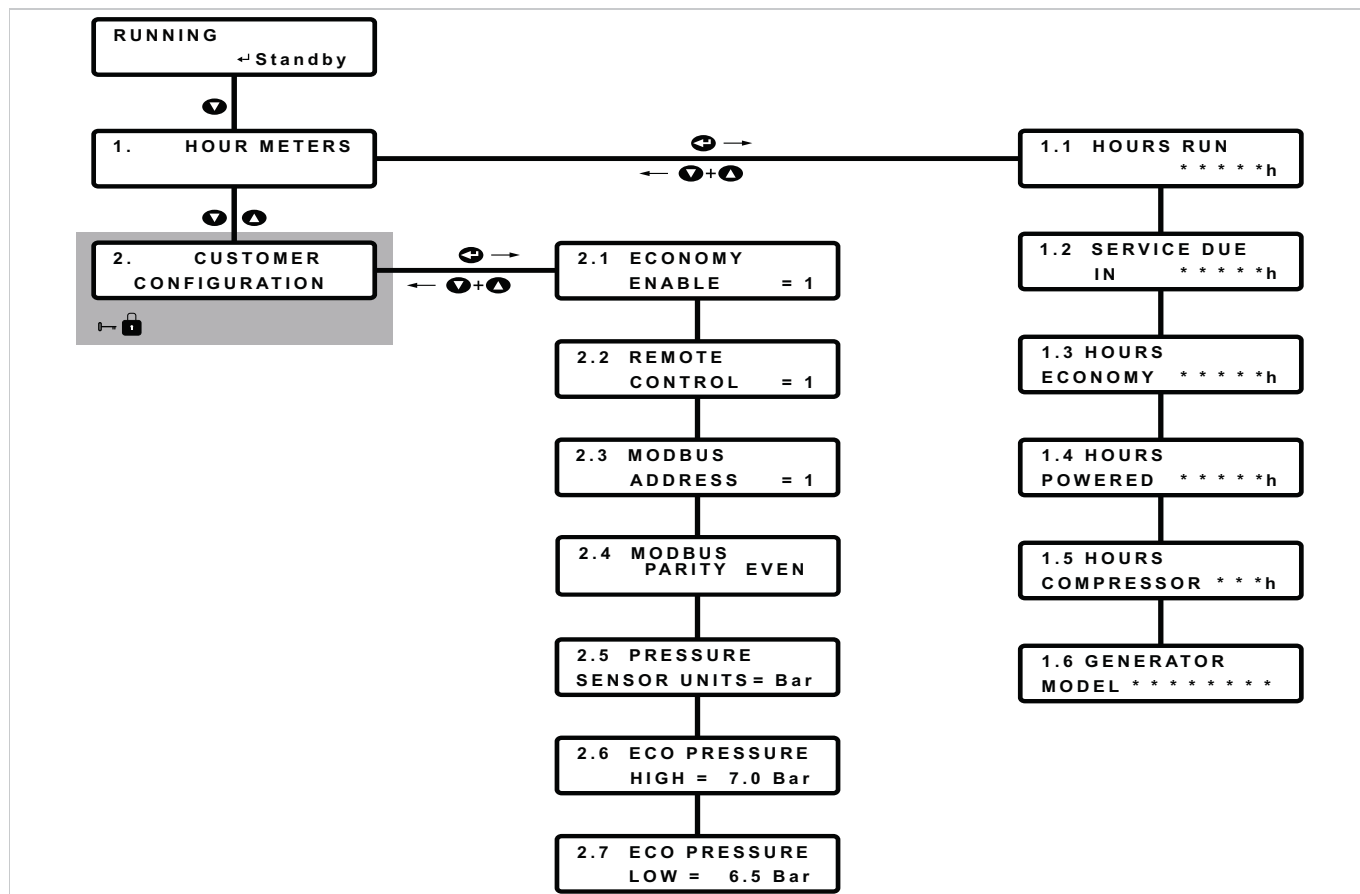 RUNNING
↵ Standby
1. HOUR METERS
2. CUSTOMER
CONFIGURATION
1
+
+
2.1 ECONOMY
ENABLE = 1
2.2 REMOTE
CONTROL = 1
2.3 MODBUS
ADDRESS = 1
2.4 MODBUS
PARITY EVEN
2.5 PRESSURE
SENSOR UNITS = Bar
2.6 ECO PRESSURE
HIGH = 7.0 Bar
2.7 ECO PRESSURE
LOW = 6.5 Bar
1.1 HOURS RUN
* * * * * h
1.2 SERVICE DUE
IN * * * * * h
1.3 HOURS
ECONOMY * * * * * h
1.4 HOURS
POWERED * * * * * h
1.5 HOURS
COMPRESSOR * * * h
1.6 GENERATOR
MODEL * * * * * * * *